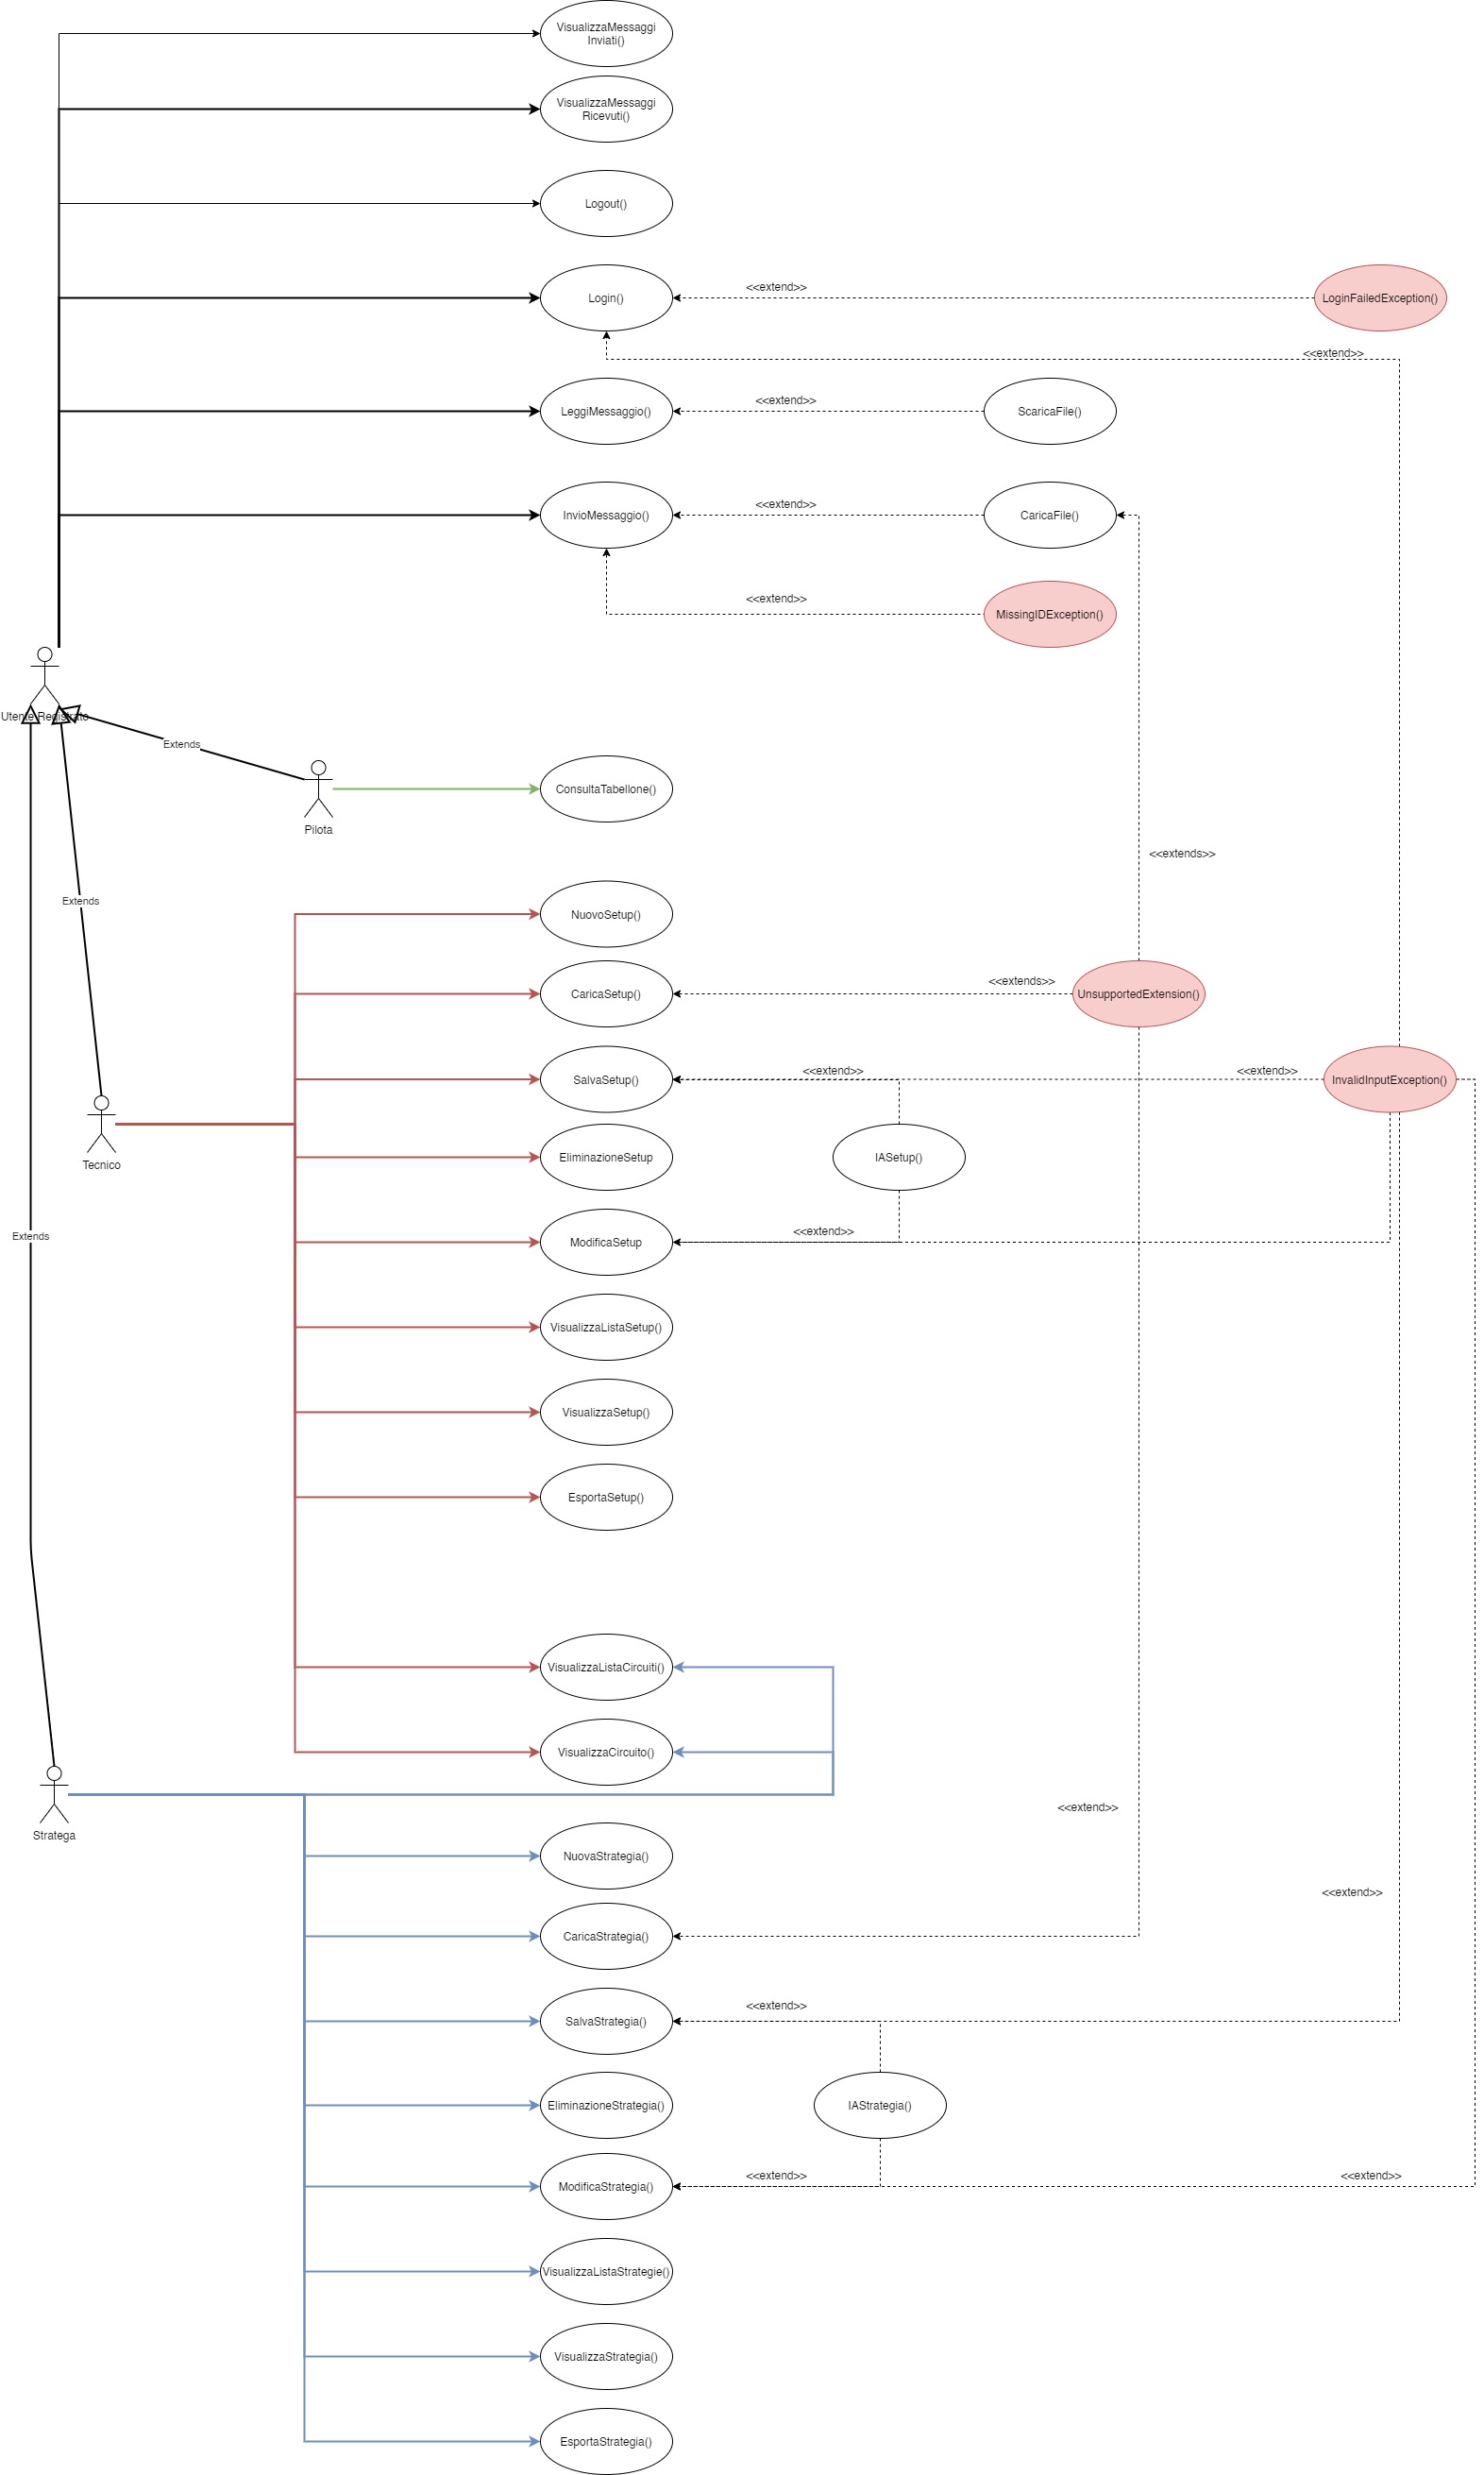 VisualizzaMessaggi
Inviati()
VisualizzaMessaggi
Ricevuti()
Logout()
<<extend>>
Login()
LoginFailedException()
<<extend>>
<<extend>>
LeggiMessaggio()
ScaricaFile()
<<extend>>
InvioMessaggio()
CaricaFile()
<<extend>>
MissingIDException()
Utente Registrato
Extends
ConsultaTabellone()
Pilota
<<extends>>
Extends
NuovoSetup()
<<extends>>
CaricaSetup()
UnsupportedExtension()
<<extend>>
<<extend>>
SalvaSetup()
InvalidInputException()
EliminazioneSetup
IASetup()
Tecnico
<<extend>>
Extends
ModificaSetup
VisualizzaListaSetup()
VisualizzaSetup()
EsportaSetup()
VisualizzaListaCircuiti()
VisualizzaCircuito()
<<extend>>
Stratega
NuovaStrategia()
<<extend>>
CaricaStrategia()
<<extend>>
SalvaStrategia()
EliminazioneStrategia()
IAStrategia()
<<extend>>
<<extend>>
ModificaStrategia()
VisualizzaListaStrategie()
VisualizzaStrategia()
EsportaStrategia()